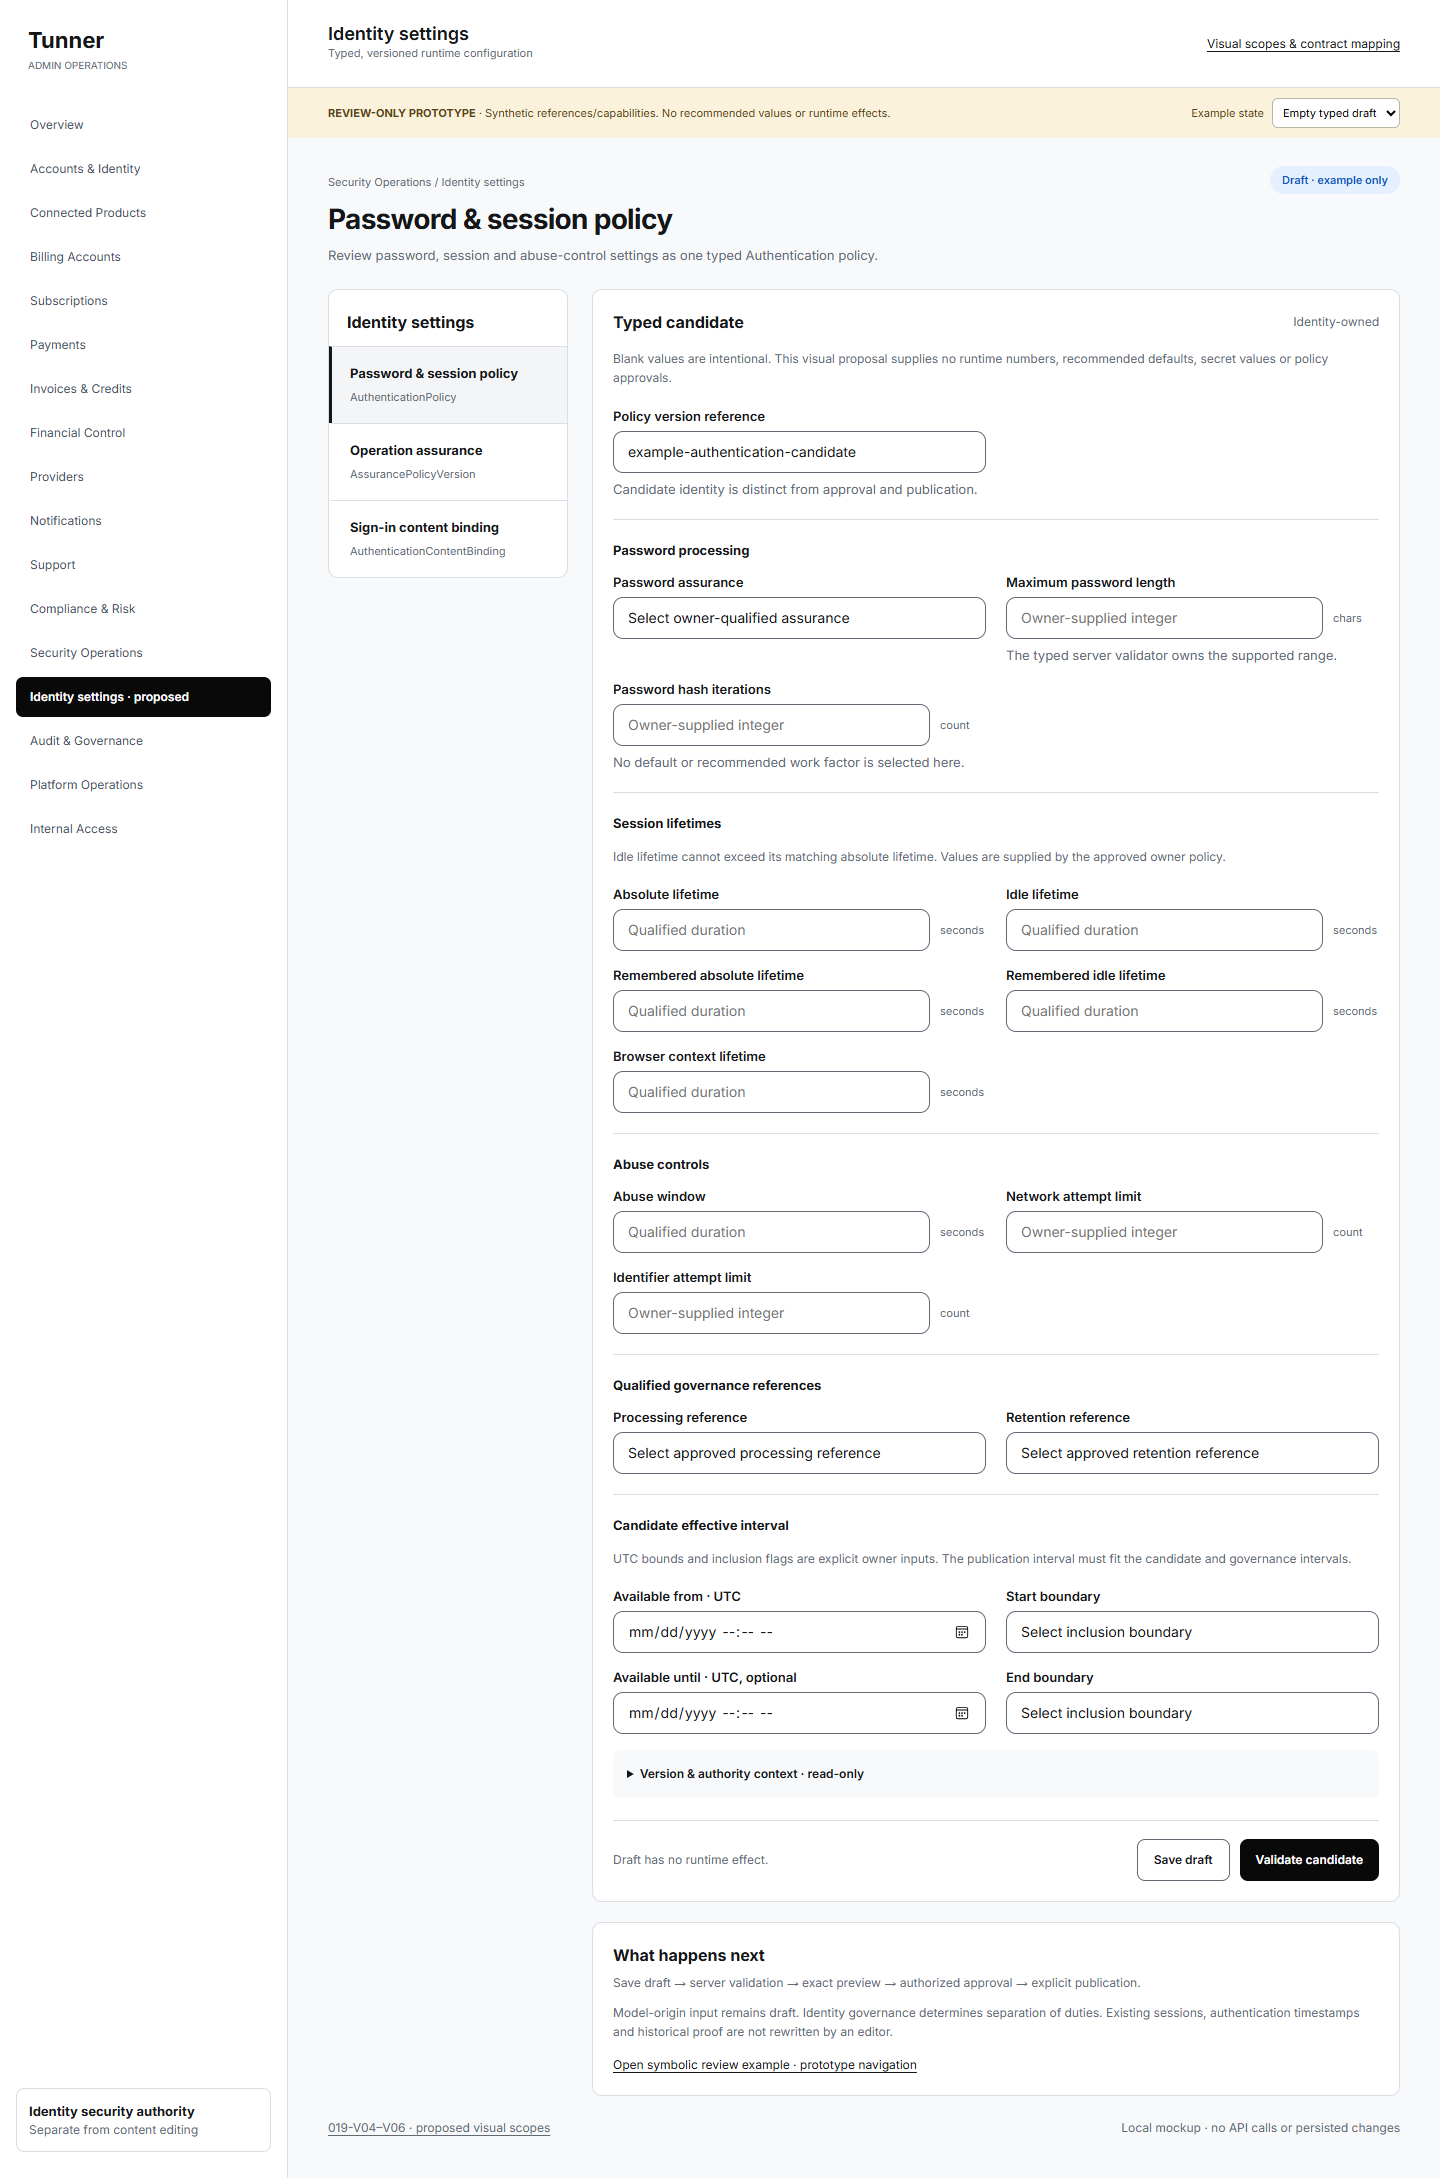 Tunner
ADMIN OPERATIONS
Overview
Accounts & Identity
Connected Products
Billing Accounts
Subscriptions
Payments
Invoices & Credits
Financial Control
Providers
Notifications
Support
Compliance & Risk
Security Operations
Identity settings · proposed
Audit & Governance
Platform Operations
Internal Access
Identity security authority
Separate from content editing
Identity settings
Typed, versioned runtime configuration
Visual scopes & contract mapping
REVIEW-ONLY PROTOTYPE · Synthetic references/capabilities. No recommended values or runtime effects.
Example state
Empty typed draft
Security Operations / Identity settings
Draft · example only
Password & session policy
Review password, session and abuse-control settings as one typed Authentication policy.
Identity settings
Password & session policy
AuthenticationPolicy
Operation assurance
AssurancePolicyVersion
Sign-in content binding
AuthenticationContentBinding
Typed candidate
Identity-owned
Blank values are intentional. This visual proposal supplies no runtime numbers, recommended defaults, secret values or policy
approvals.
Policy version reference
example-authentication-candidate
Candidate identity is distinct from approval and publication.
Password processing
Password assurance
Select owner-qualified assurance
Maximum password length
Owner-supplied integer
chars
The typed server validator owns the supported range.
Password hash iterations
Owner-supplied integer
count
No default or recommended work factor is selected here.
Session lifetimes
Idle lifetime cannot exceed its matching absolute lifetime. Values are supplied by the approved owner policy.
Absolute lifetime
Qualified duration
seconds
Idle lifetime
Qualified duration
seconds
Remembered absolute lifetime
Qualified duration
seconds
Remembered idle lifetime
Qualified duration
seconds
Browser context lifetime
Qualified duration
seconds
Abuse controls
Abuse window
Qualified duration
seconds
Network attempt limit
Owner-supplied integer
count
Identifier attempt limit
Owner-supplied integer
count
Qualified governance references
Processing reference
Select approved processing reference
Retention reference
Select approved retention reference
Candidate effective interval
UTC bounds and inclusion flags are explicit owner inputs. The publication interval must fit the candidate and governance intervals.
Available from · UTC
mm/dd/yyyy --:-- --
Start boundary
Select inclusion boundary
Available until · UTC, optional
mm/dd/yyyy --:-- --
End boundary
Select inclusion boundary
Version & authority context · read-only
Draft has no runtime effect.
Save draft
Validate candidate
What happens next
Save draft → server validation → exact preview → authorized approval → explicit publication.
Model-origin input remains draft. Identity governance determines separation of duties. Existing sessions, authentication timestamps
and historical proof are not rewritten by an editor.
Open symbolic review example · prototype navigation
019-V04–V06 · proposed visual scopes
Local mockup · no API calls or persisted changes